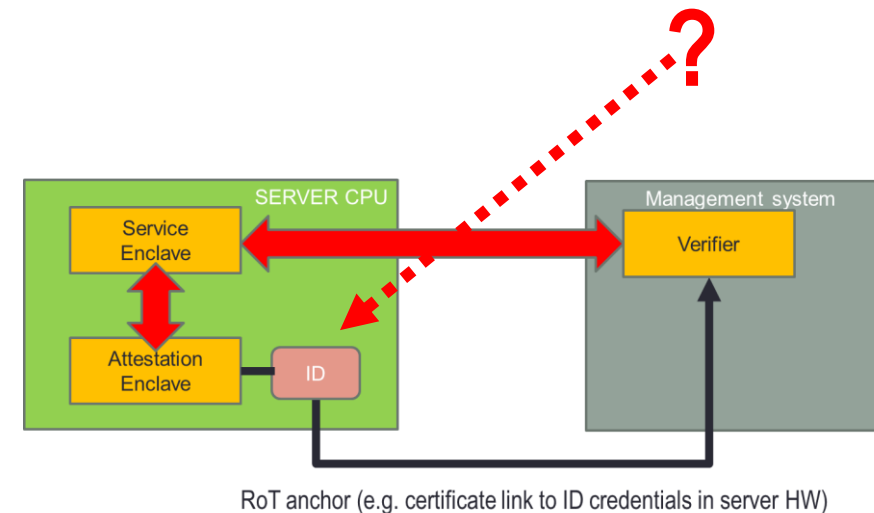 ?
SERVER CPU
Service
Enclave
Attestation
Enclave
ID
Management system
Verifier
RoT anchor (e.g. certificate link to ID credentials in server HW)